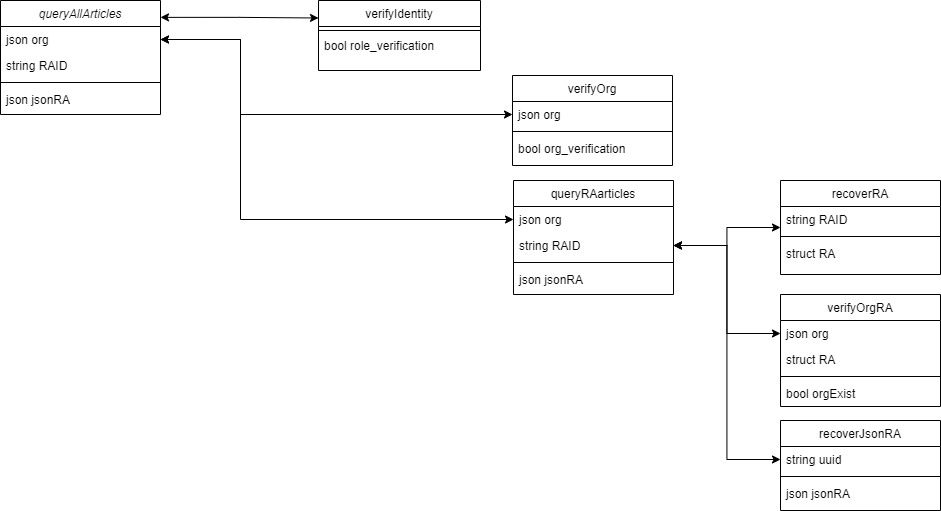 queryAllArticles
json org
string RAID
json jsonRA
verifyIdentity
bool role_verification
verifyOrg
json org
bool org_verification
queryRAarticles
json org
string RAID
json jsonRA
recoverRA
string RAID
struct RA
verifyOrgRA
json org
struct RA
bool orgExist
recoverJsonRA
string uuid
json jsonRA